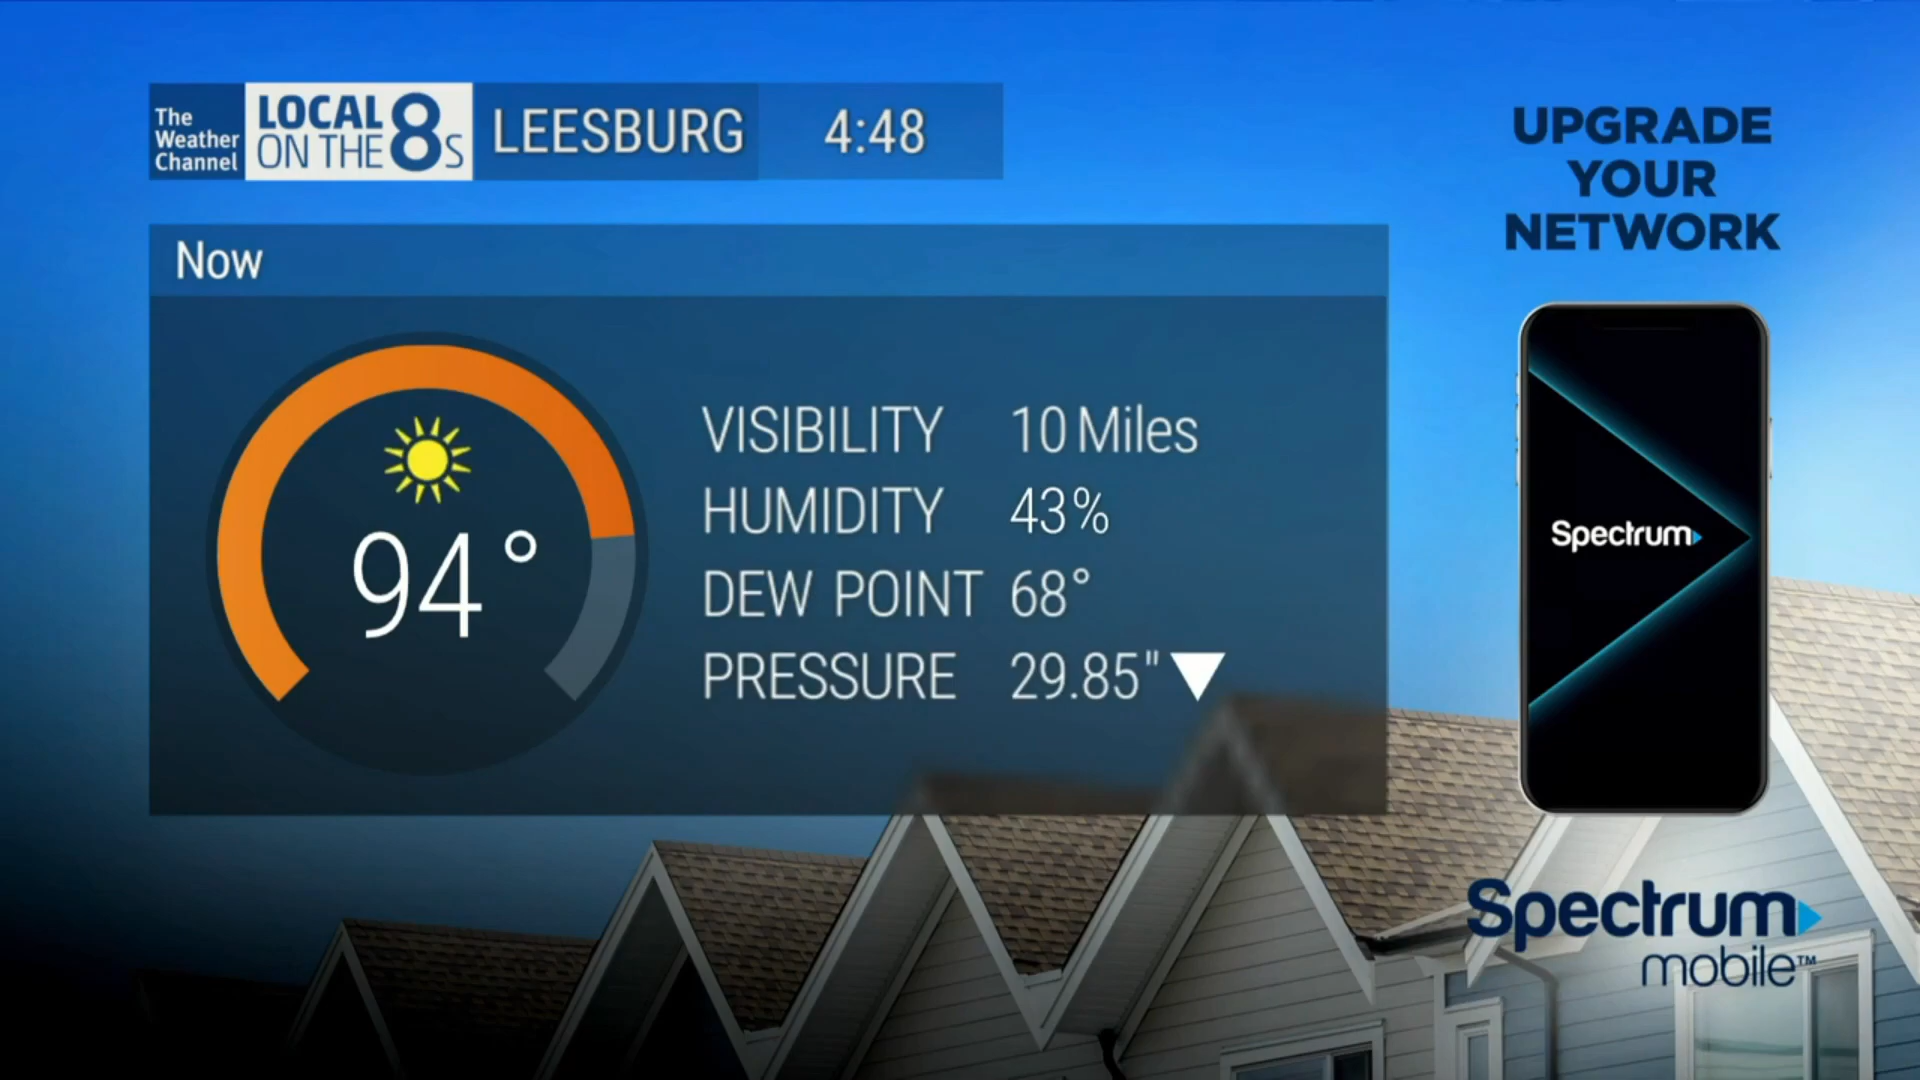 The
Weather
Channel
LOCAL
ON THE 8s
LEESBURG
4:48
UPGRADE
YOUR
NETWORK
Now
94°
VISIBILITY 10 Miles
HUMIDITY 43%
DEW POINT 68°
PRESSURE 29.85"
Spectrum
Spectrum
mobile™